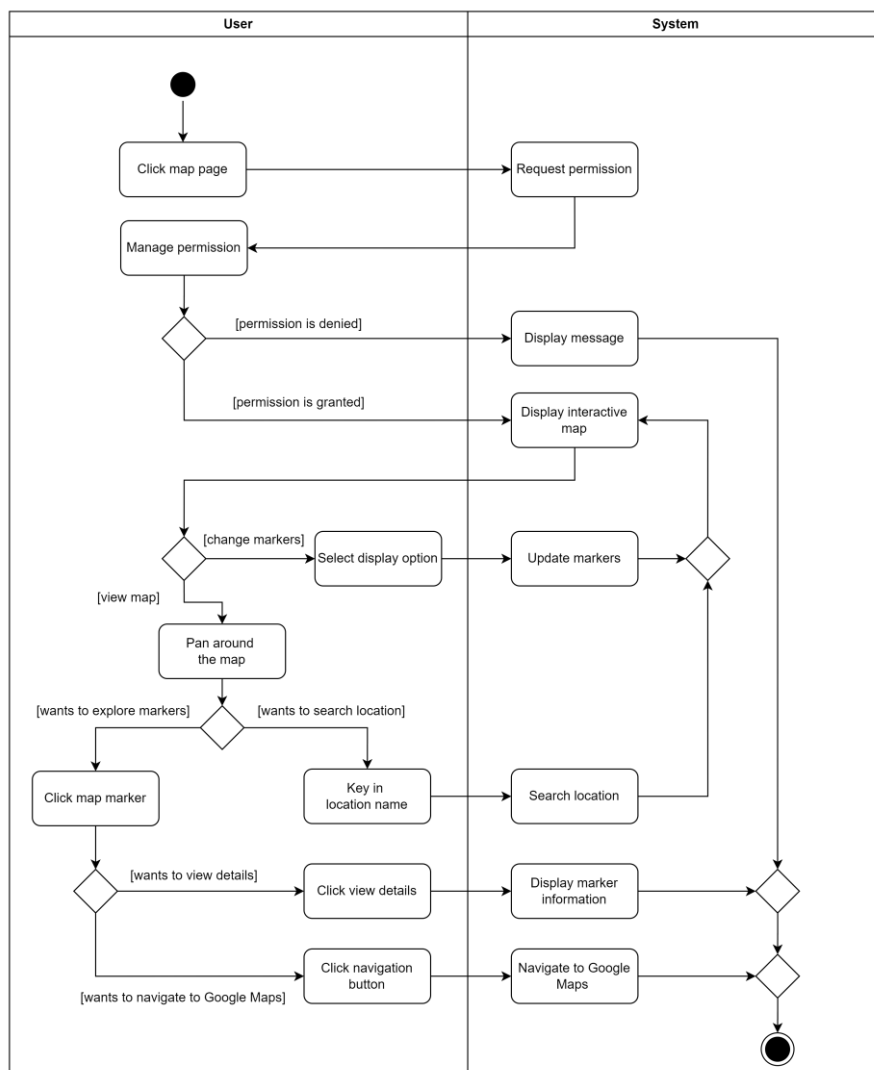 User
System
Click map page
Request permission
Manage permission
[permission is denied]
Display message
[permission is granted]
Display interactive
map
[change markers]
Select display option
Update markers
[view map]
Pan around
the map
[wants to explore markers]
[wants to search location]
Click map marker
Key in
location name
Search location
[wants to view details]
Click view details
Display marker
information
Click navigation
button
Navigate to Google
Maps
[wants to navigate to Google Maps]